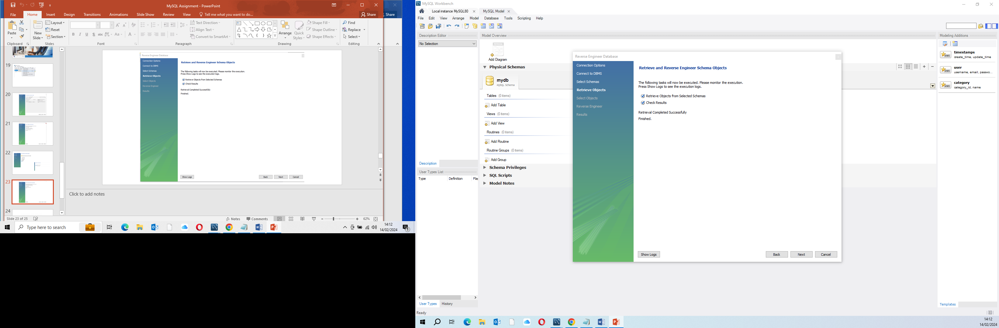 MySQL Assignment - PowerPoint
File Home Insert Design Transitions Animations Slide Show Review View Tell me what you want to do... Share Share
Paste
New
Slide
Layout
Reset
Section
Text Direction
Align Text
Convert to SmartArt
Arrange
Quick
Styles
Shape Fill
Shape Outline
Shape Effects
Find
Replace
Select
Clipboard Slides Font Paragraph Drawing Editing
19
20
21
22
23
24
Reverse Engineer Database
Connection Options
Connect to DBMS
Select Schemas
Retrieve Objects
Select Objects
Reverse Engineer
Results
Retrieve and Reverse Engineer Schema Objects
The following tasks will now be executed. Please monitor the execution.
Press Show Logs to see the execution logs.
Retrieve Objects from Selected Schemas
Check Results
Retrieval Completed Successfully
Finished.
Show Logs Back Next Cancel
Click to add notes
Slide 23 of 25 Notes Comments 62%
Type here to search
14:12
14/02/2024
MySQL Workbench
Local instance MySQL80 MySQL Model
File Edit View Arrange Model Database Tools Scripting Help
Description Editor
No Selection
Description
User Types List
Type Definition Fla
User Types History
Ready
Model Overview
Add Diagram
Physical Schemas
mydb
MySQL Schema
Tables (0 items)
Add Table
Views (0 items)
Add View
Routines (0 items)
Add Routine
Routine Groups (0 items)
Add Group
Schema Privileges
SQL Scripts
Model Notes
Reverse Engineer Database
Connection Options
Connect to DBMS
Select Schemas
Retrieve Objects
Select Objects
Reverse Engineer
Results
Retrieve and Reverse Engineer Schema Objects
The following tasks will now be executed. Please monitor the execution.
Press Show Logs to see the execution logs.
Retrieve Objects from Selected Schemas
Check Results
Retrieval Completed Successfully
Finished.
Show Logs Back Next Cancel
Modeling Additions
timestamps
create_time, update_time
user
username, email, passwo...
category
category_id, name
Templates
14:12
14/02/2024